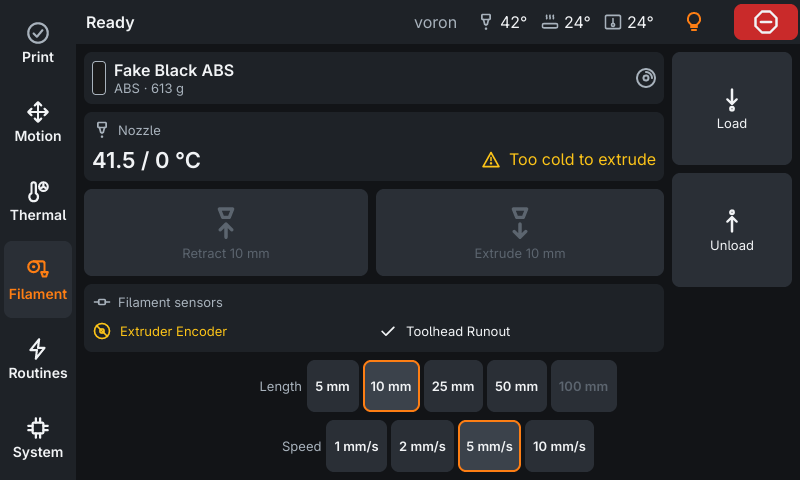 Ready
voron
42°
24°
24°
Print
Motion
Thermal
Filament
Routines
System
Fake Black ABS
ABS · 613 g
Nozzle
41.5 / 0 °C
Too cold to extrude
Retract 10 mm
Extrude 10 mm
Filament sensors
Extruder Encoder
Toolhead Runout
Length
5 mm
10 mm
25 mm
50 mm
100 mm
Speed
1 mm/s
2 mm/s
5 mm/s
10 mm/s
Load
Unload